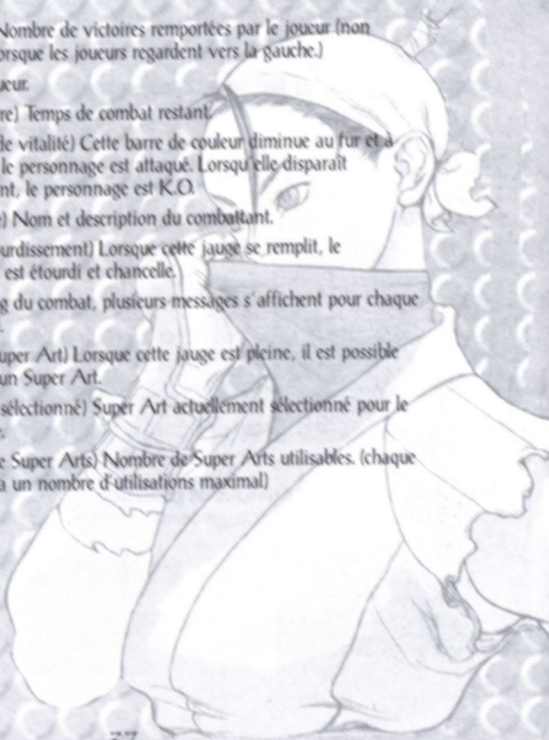 Nombre de victoires remportées par le joueur (non
orsque les joueurs regardent vers la gauche.)
ueur.
re) Temps de combat restant.
de vitalité) Cette barre de couleur diminue au fur et à
le personnage est attaqué. Lorsqu'elle disparaît
nt, le personnage est K.O.
e) Nom et description du combattant.
ourdissement) Lorsque cette jauge se remplit, le
est étourdi et chancelle.
g du combat, plusieurs messages s'affichent pour chaque
uper Art) Lorsque cette jauge est pleine, il est possible
un Super Art.
sélectionné) Super Art actuellement sélectionné pour le
e Super Arts) Nombre de Super Arts utilisables. (chaque
a un nombre d'utilisations maximal)